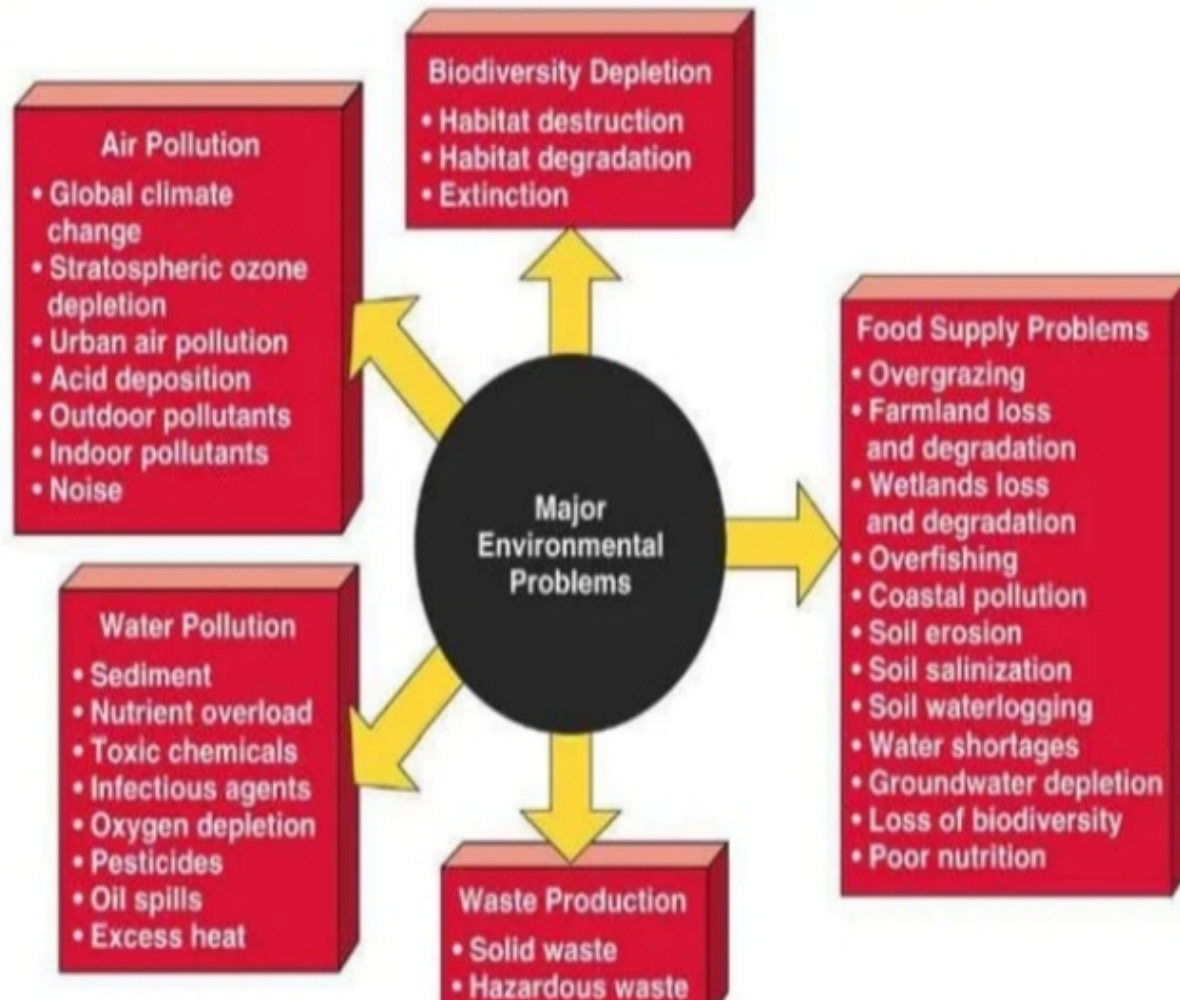 Biodiversity Depletion
• Habitat destruction
• Habitat degradation
• Extinction
Air Pollution
• Global climate
change
• Stratospheric ozone
depletion
• Urban air pollution
• Acid deposition
• Outdoor pollutants
• Indoor pollutants
• Noise
Food Supply Problems
• Overgrazing
• Farmland loss
and degradation
• Wetlands loss
and degradation
• Overfishing
• Coastal pollution
• Soil erosion
• Soil salinization
• Soil waterlogging
• Water shortages
• Groundwater depletion
• Loss of biodiversity
• Poor nutrition
Major
Environmental
Problems
Water Pollution
• Sediment
• Nutrient overload
• Toxic chemicals
• Infectious agents
• Oxygen depletion
• Pesticides
• Oil spills
• Excess heat
Waste Production
• Solid waste
• Hazardous waste